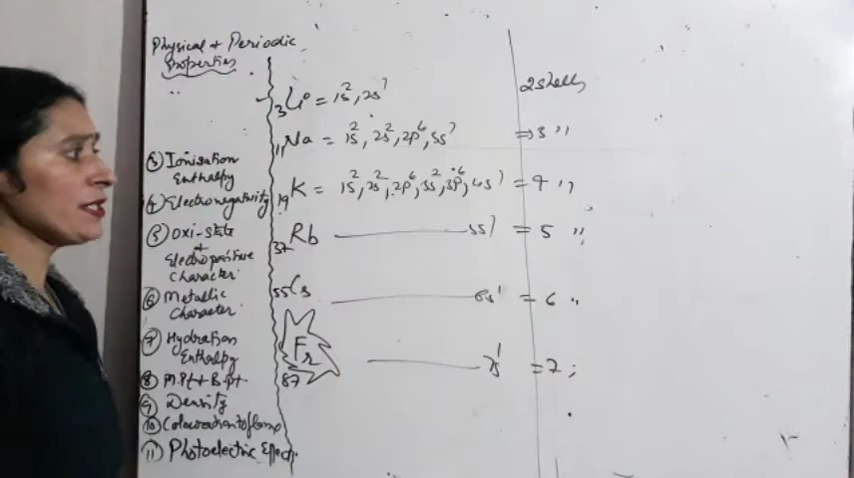 Physical + Periodic
Properties
3Li = 1s², 2s¹ 2 shells
11Na = 1s², 2s², 2p⁶, 3s¹ ⇒ 3 ,,
③ Ionisation
Enthalpy
19K = 1s², 2s², 2p⁶, 3s², 3p⁶, 4s¹ = 4 ,,
④ Electronegativity
⑤ Oxi-state
+
Electropositive
Character
37Rb ——— 5s¹ = 5 ,,
55Cs ——— 6s¹ = 6 ,,
⑥ Metallic
Character
⑦ Hydration
Enthalpy
Fr
87 ——— 7s¹ = 7 ;
⑧ M.Pt + B.pt
⑨ Density
⑩ Colouration to flame
⑪ Photoelectric Effect